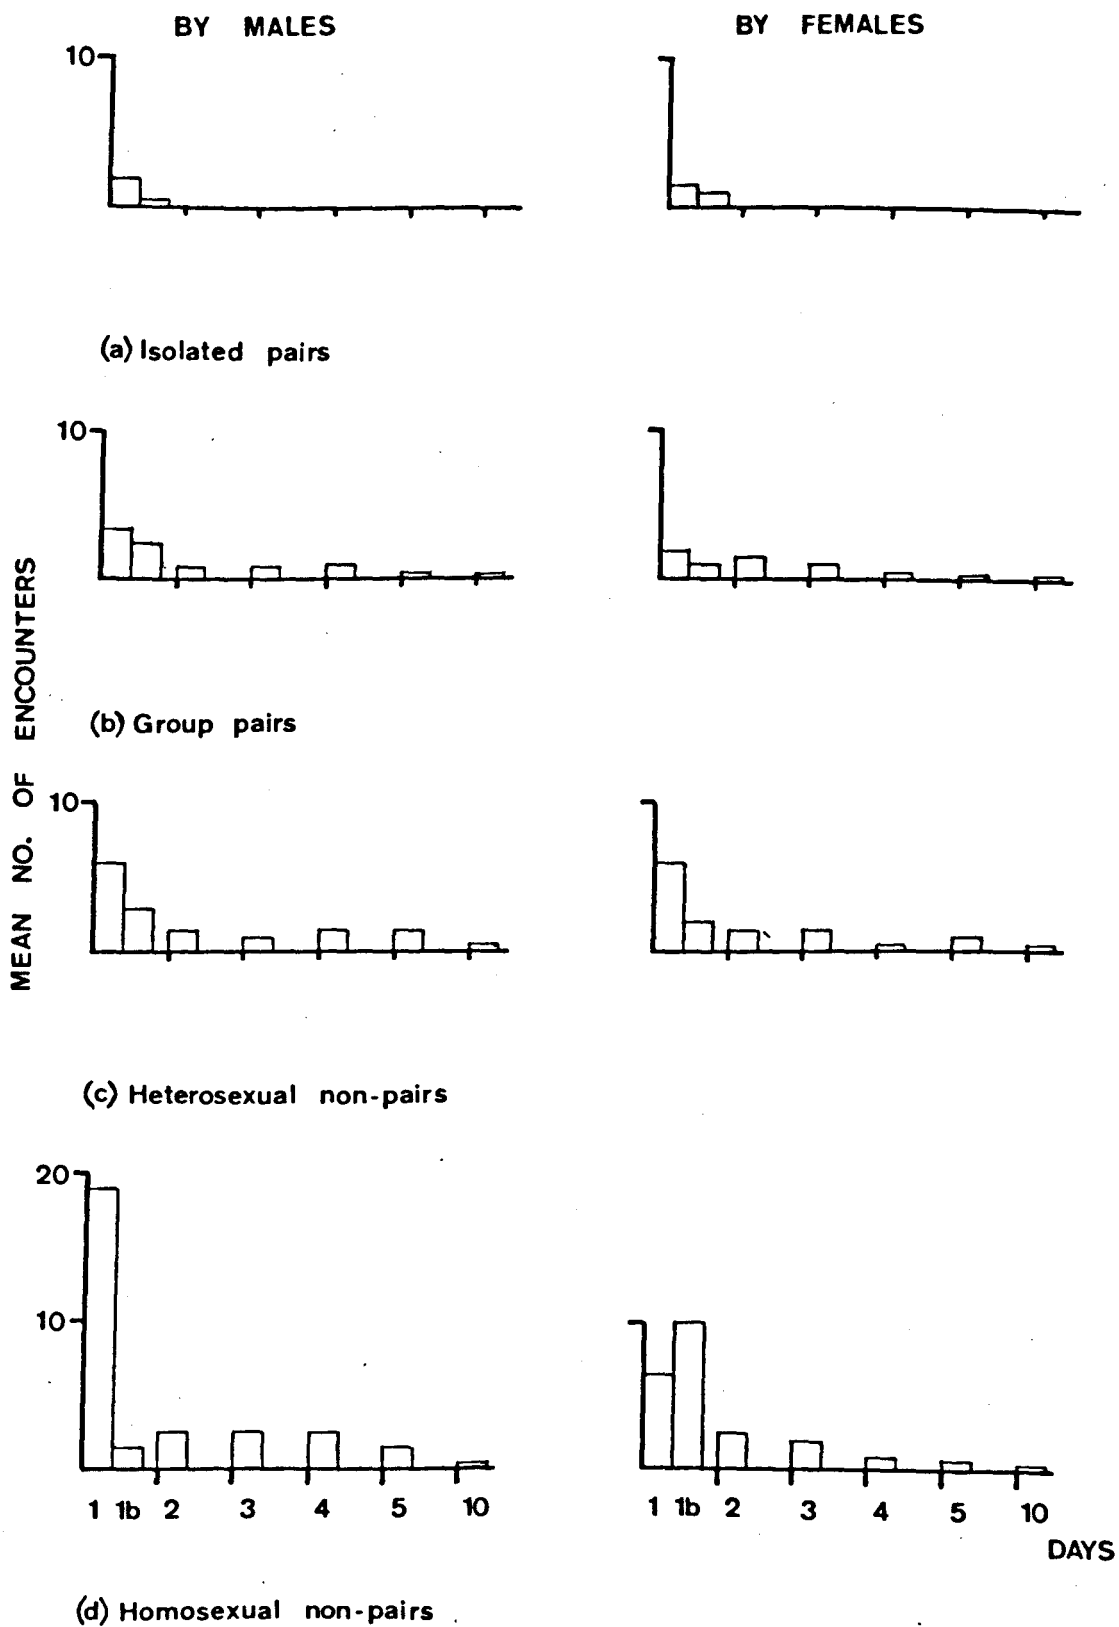 BY MALES
BY FEMALES
10
(a) Isolated pairs
10
(b) Group pairs
MEAN NO. OF ENCOUNTERS
10
(c) Heterosexual non-pairs
20
10
1 1b 2 3 4 5 10
1 1b 2 3 4 5 10
DAYS
(d) Homosexual non-pairs